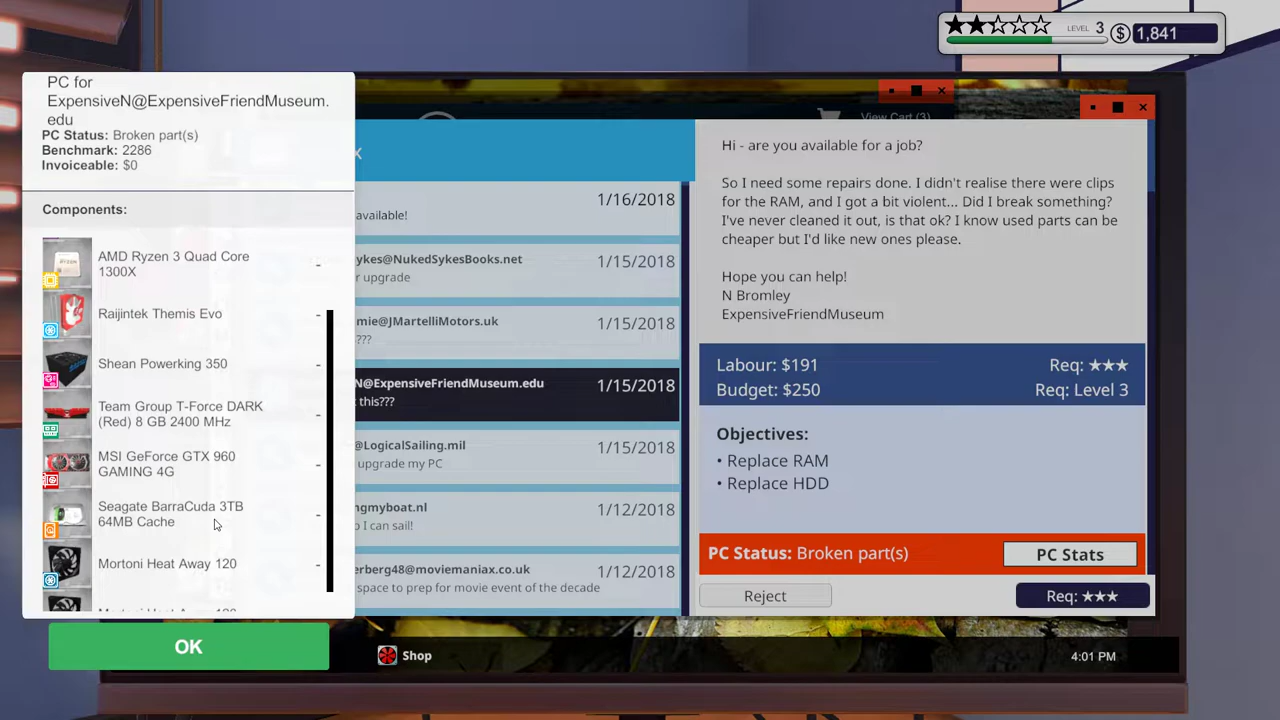 LEVEL 3 $ 1,841
PC for
ExpensiveN@ExpensiveFriendMuseum.
edu
PC Status: Broken part(s)
Benchmark: 2286
Invoiceable: $0
Components:
AMD Ryzen 3 Quad Core
1300X
-
Raijintek Themis Evo
-
Shean Powerking 350
-
Team Group T-Force DARK
(Red) 8 GB 2400 MHz
-
MSI GeForce GTX 960
GAMING 4G
-
Seagate BarraCuda 3TB
64MB Cache
-
Mortoni Heat Away 120
-
Mortoni Heat Away 120
OK
View Cart (3)
1/16/2018
available!
ykes@NukedSykesBooks.net 1/15/2018
r upgrade
mie@JMartelliMotors.uk 1/15/2018
???
N@ExpensiveFriendMuseum.edu 1/15/2018
t this???
@LogicalSailing.mil 1/15/2018
upgrade my PC
ngmyboat.nl 1/12/2018
o I can sail!
erberg48@moviemaniax.co.uk 1/12/2018
space to prep for movie event of the decade
Hi - are you available for a job?
So I need some repairs done. I didn't realise there were clips
for the RAM, and I got a bit violent... Did I break something?
I've never cleaned it out, is that ok? I know used parts can be
cheaper but I'd like new ones please.
Hope you can help!
N Bromley
ExpensiveFriendMuseum
Labour: $191 Req: ★★★
Budget: $250 Req: Level 3
Objectives:
• Replace RAM
• Replace HDD
PC Status: Broken part(s) PC Stats
Reject Req: ★★★
Shop 4:01 PM